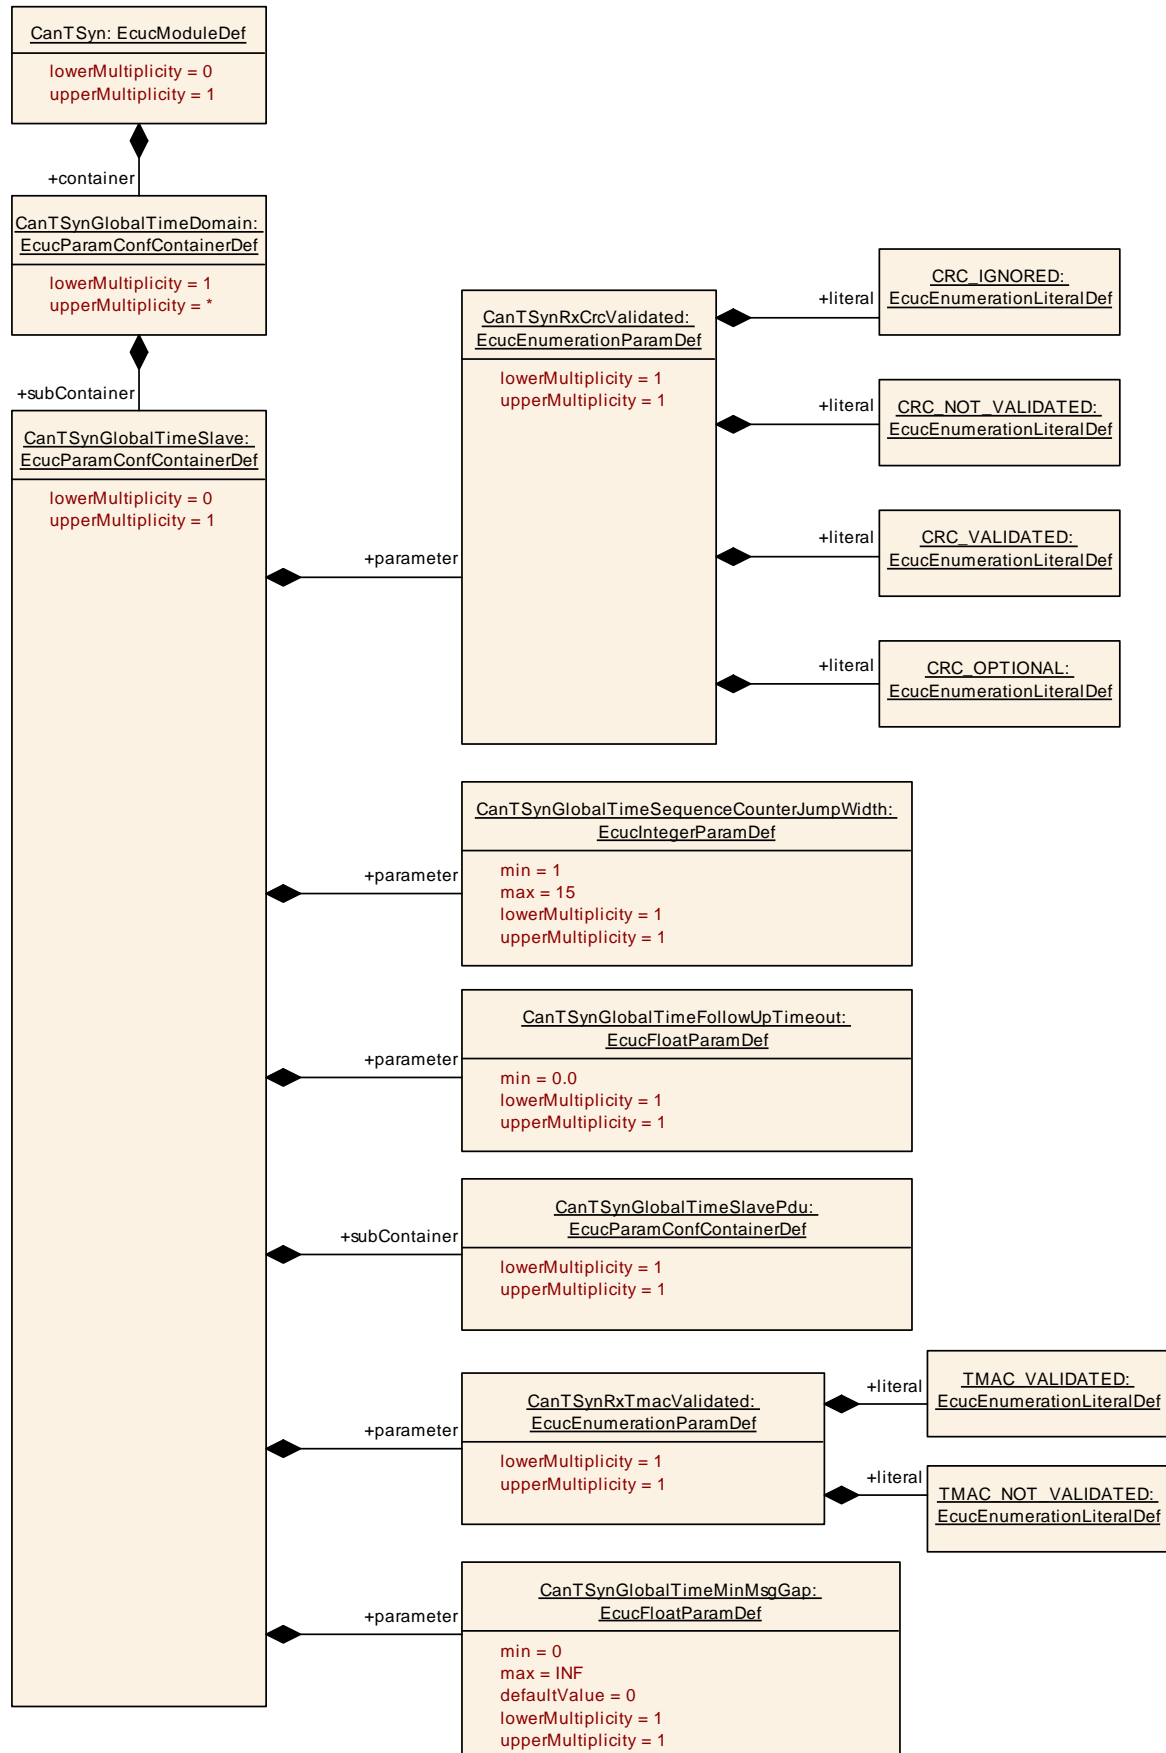 CanTSyn: EcucModuleDef
lowerMultiplicity = 0
upperMultiplicity = 1
+container
CanTSynGlobalTimeDomain:
EcucParamConfContainerDef
lowerMultiplicity = 1
upperMultiplicity = *
+subContainer
CanTSynGlobalTimeSlave:
EcucParamConfContainerDef
lowerMultiplicity = 0
upperMultiplicity = 1
+parameter
CanTSynRxCrcValidated:
EcucEnumerationParamDef
lowerMultiplicity = 1
upperMultiplicity = 1
+literal
CRC_IGNORED:
EcucEnumerationLiteralDef
+literal
CRC_NOT_VALIDATED:
EcucEnumerationLiteralDef
+literal
CRC_VALIDATED:
EcucEnumerationLiteralDef
+literal
CRC_OPTIONAL:
EcucEnumerationLiteralDef
+parameter
CanTSynGlobalTimeSequenceCounterJumpWidth:
EcucIntegerParamDef
min = 1
max = 15
lowerMultiplicity = 1
upperMultiplicity = 1
+parameter
CanTSynGlobalTimeFollowUpTimeout:
EcucFloatParamDef
min = 0.0
lowerMultiplicity = 1
upperMultiplicity = 1
+subContainer
CanTSynGlobalTimeSlavePdu:
EcucParamConfContainerDef
lowerMultiplicity = 1
upperMultiplicity = 1
+parameter
CanTSynRxTmacValidated:
EcucEnumerationParamDef
lowerMultiplicity = 1
upperMultiplicity = 1
+literal
TMAC_VALIDATED:
EcucEnumerationLiteralDef
+literal
TMAC_NOT_VALIDATED:
EcucEnumerationLiteralDef
+parameter
CanTSynGlobalTimeMinMsgGap:
EcucFloatParamDef
min = 0
max = INF
defaultValue = 0
lowerMultiplicity = 1
upperMultiplicity = 1